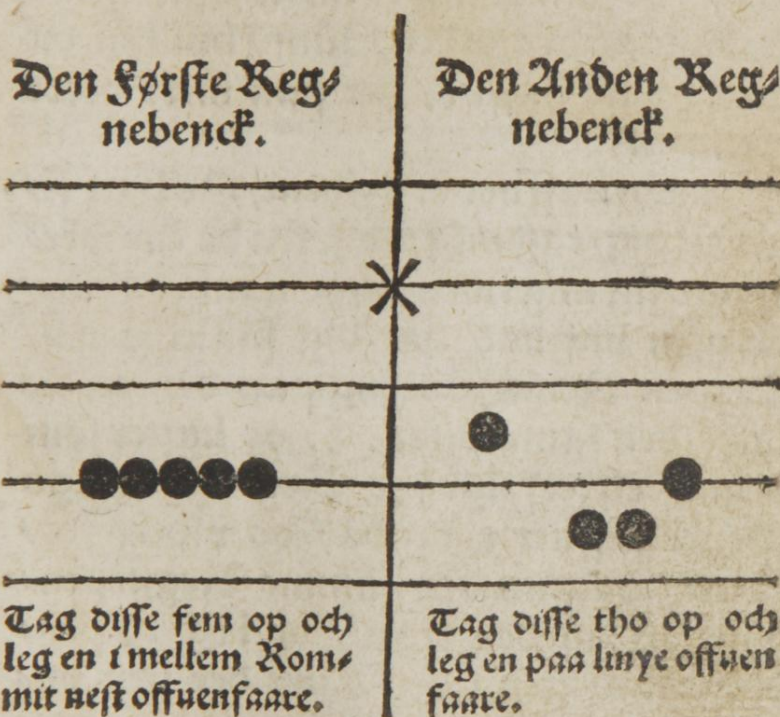 Den Første Reg⸗
nebenck.
Den Anden Reg⸗
nebenck.
Tag disse fem op och
leg en i mellem Rom⸗
mit nest offuenfaare.
Tag disse tho op och
leg en paa linye offuen
faare.